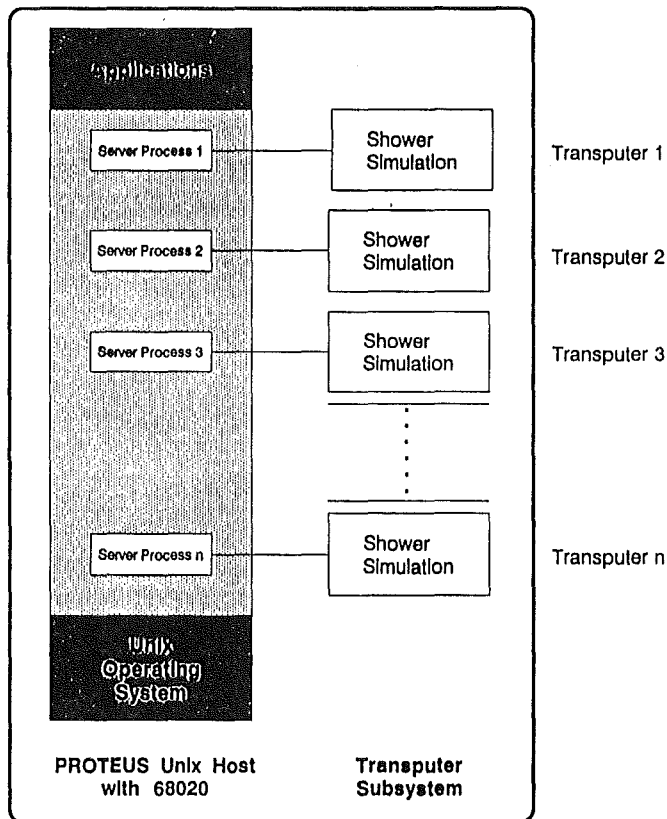 Applications
Server Process 1
Shower
Simulation
Transputer 1
Server Process 2
Shower
Simulation
Transputer 2
Server Process 3
Shower
Simulation
Transputer 3
Server Process n
Shower
Simulation
Transputer n
Unix
Operating
System
PROTEUS Unix Host
with 68020
Transputer
Subsystem